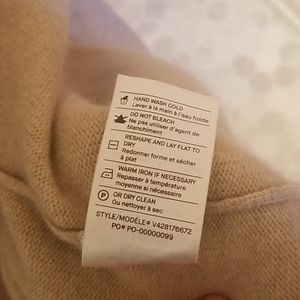 HAND WASH COLD
Laver à la main à l'eau froide
DO NOT BLEACH
Ne pas utiliser d'agent de
blanchiment
RESHAPE AND LAY FLAT TO
DRY
Redonner forme et sécher
à plat
WARM IRON IF NECESSARY
Repasser à température
moyenne si nécessaire
P
OR DRY CLEAN
Ou nettoyer à sec
STYLE/MODÈLE# V428176672
PO# PO-00000099